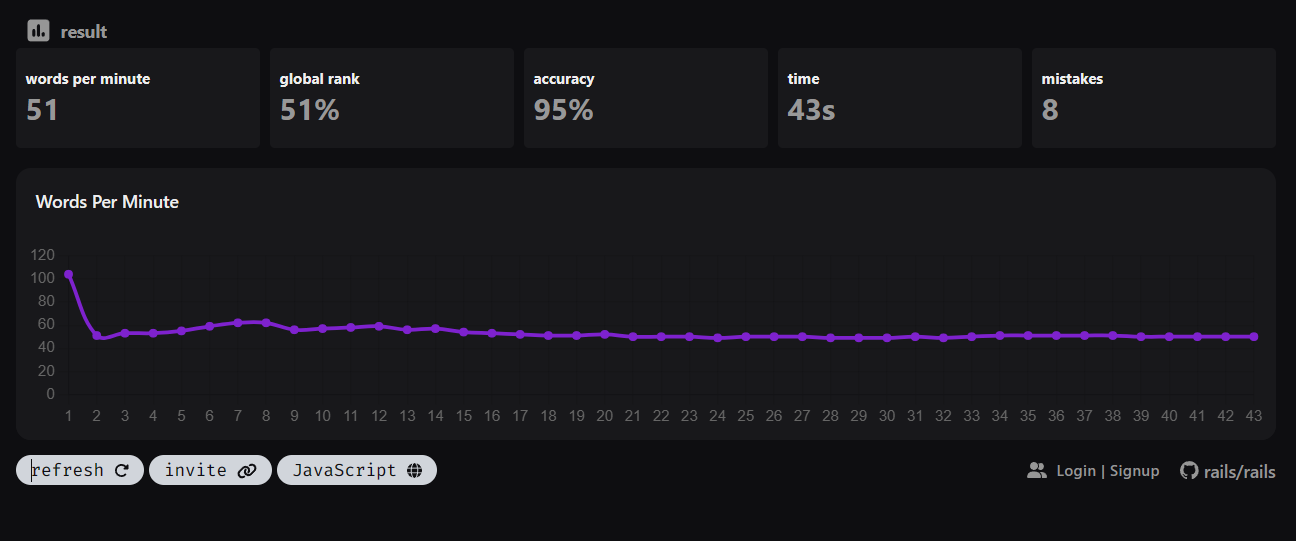 result
words per minute global rank accuracy time mistakes
51 51% 95% 43s 8
Words Per Minute
120
100
80
60
40
20
0
1 2 3 4 5 6 7 8 9 10 11 12 13 14 15 16 17 18 19 20 21 22 23 24 25 26 27 28 29 30 31 32 33 34 35 36 37 38 39 40 41 42 43
refresh invite JavaScript Login | Signup rails/rails